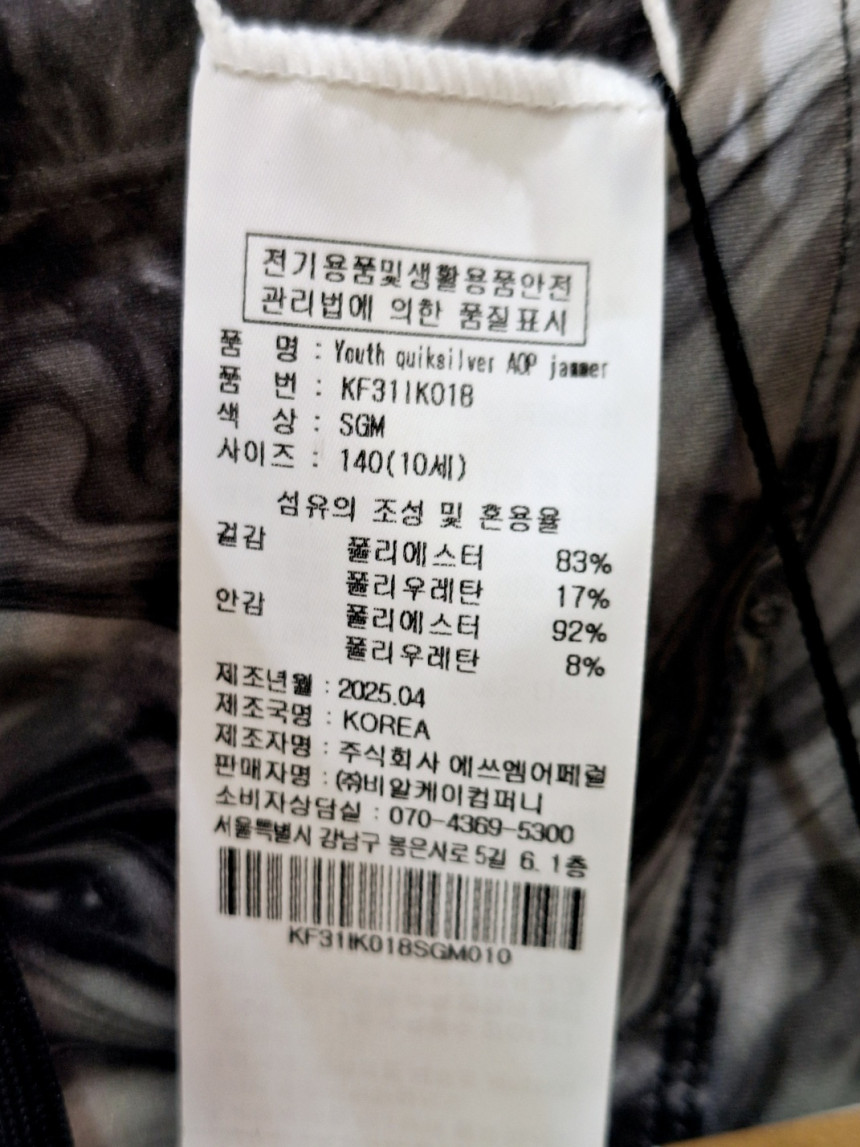 전기용품및생활용품안전
관리법에 의한 품질표시
품 명 : Youth quiksilver AOP jammer
품 번 : KF31IK018
색 상 : SGM
사이즈 : 140(10세)
섬유의 조성 및 혼용율
겉감 폴리에스터 83%
폴리우레탄 17%
안감 폴리에스터 92%
폴리우레탄 8%
제조년월 : 2025.04
제조국명 : KOREA
제조자명 : 주식회사 에쓰엠어페럴
판매자명 : ㈜비알케이컴퍼니
소비자상담실 : 070-4369-5300
서울특별시 강남구 봉은사로5길 6. 1층
KF31IK018SGM010